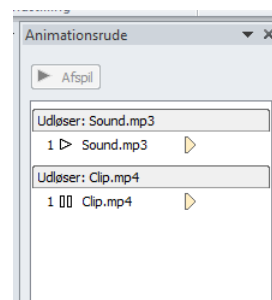 Animationsrude
Afspil
Udløser: Sound.mp3
1 Sound.mp3
Udløser: Clip.mp4
1 Clip.mp4